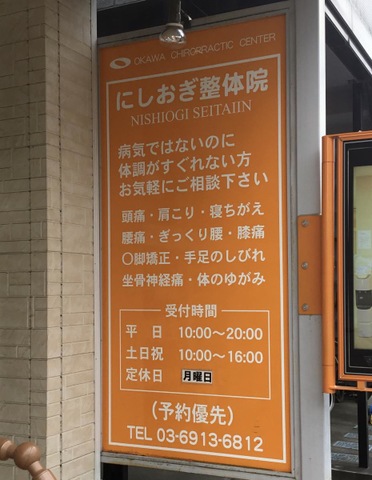 OKAWA CHIRORRACTIC CENTER
にしおぎ整体院
NISHIOGI SEITAIIN
病気ではないのに
体調がすぐれない方
お気軽にご相談下さい
頭痛・肩こり・寝ちがえ
腰痛・ぎっくり腰・膝痛
O脚矯正・手足のしびれ
坐骨神経痛・体のゆがみ
受付時間
平 日 10:00～20:00
土日祝 10:00～16:00
定休日 月曜日
(予約優先)
TEL 03-6913-6812